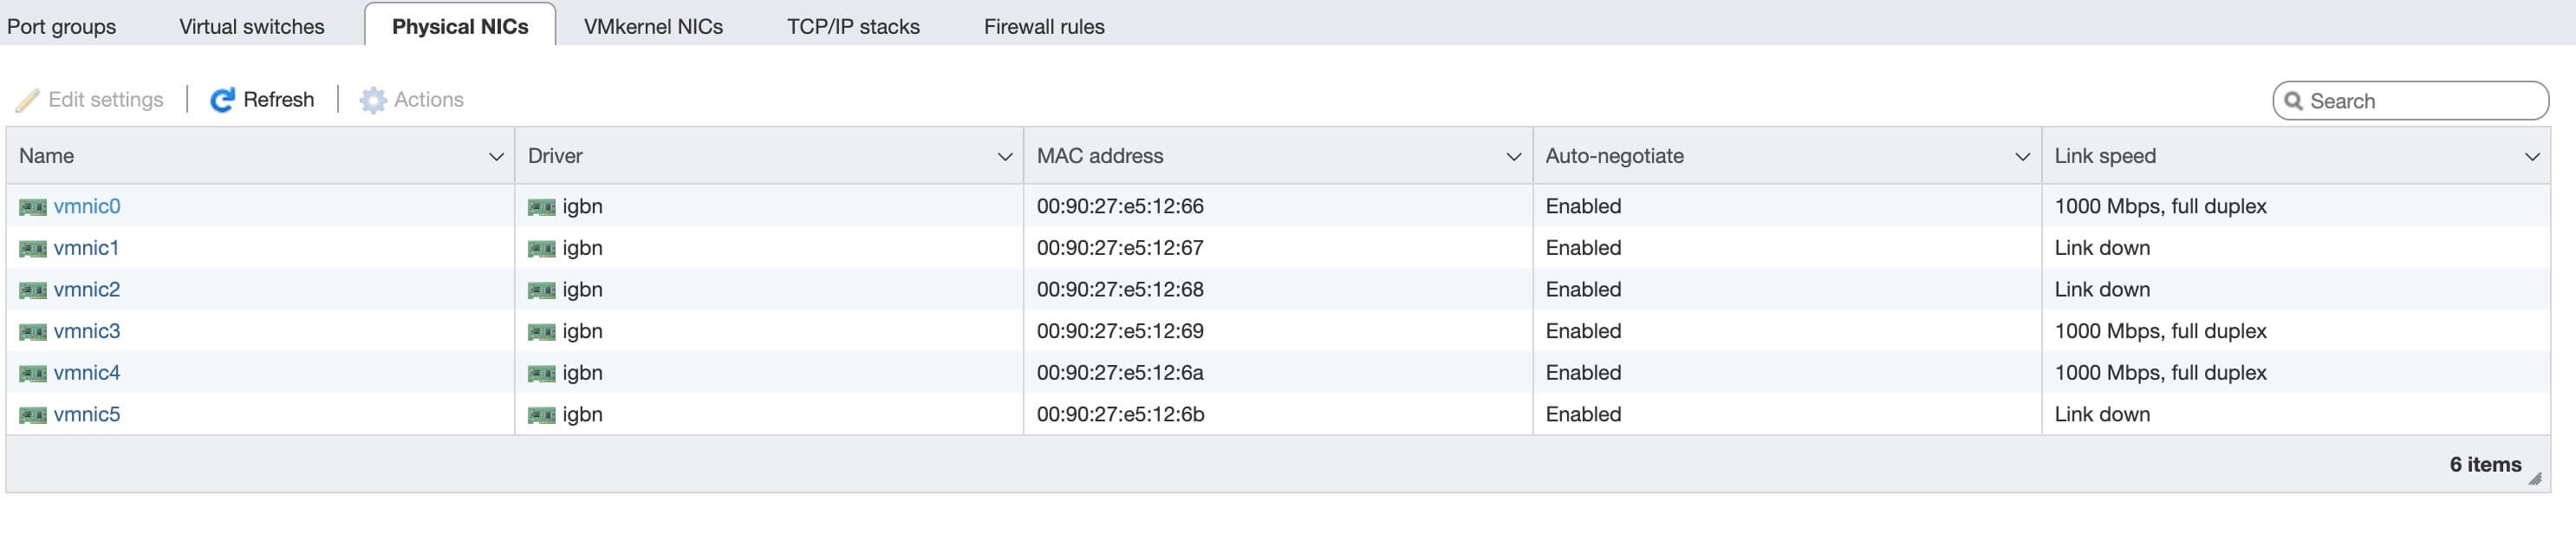 Port groups Virtual switches Physical NICs VMkernel NICs TCP/IP stacks Firewall rules
Edit settings Refresh Actions Search
Name Driver MAC address Auto-negotiate Link speed
vmnic0 igbn 00:90:27:e5:12:66 Enabled 1000 Mbps, full duplex
vmnic1 igbn 00:90:27:e5:12:67 Enabled Link down
vmnic2 igbn 00:90:27:e5:12:68 Enabled Link down
vmnic3 igbn 00:90:27:e5:12:69 Enabled 1000 Mbps, full duplex
vmnic4 igbn 00:90:27:e5:12:6a Enabled 1000 Mbps, full duplex
vmnic5 igbn 00:90:27:e5:12:6b Enabled Link down
6 items